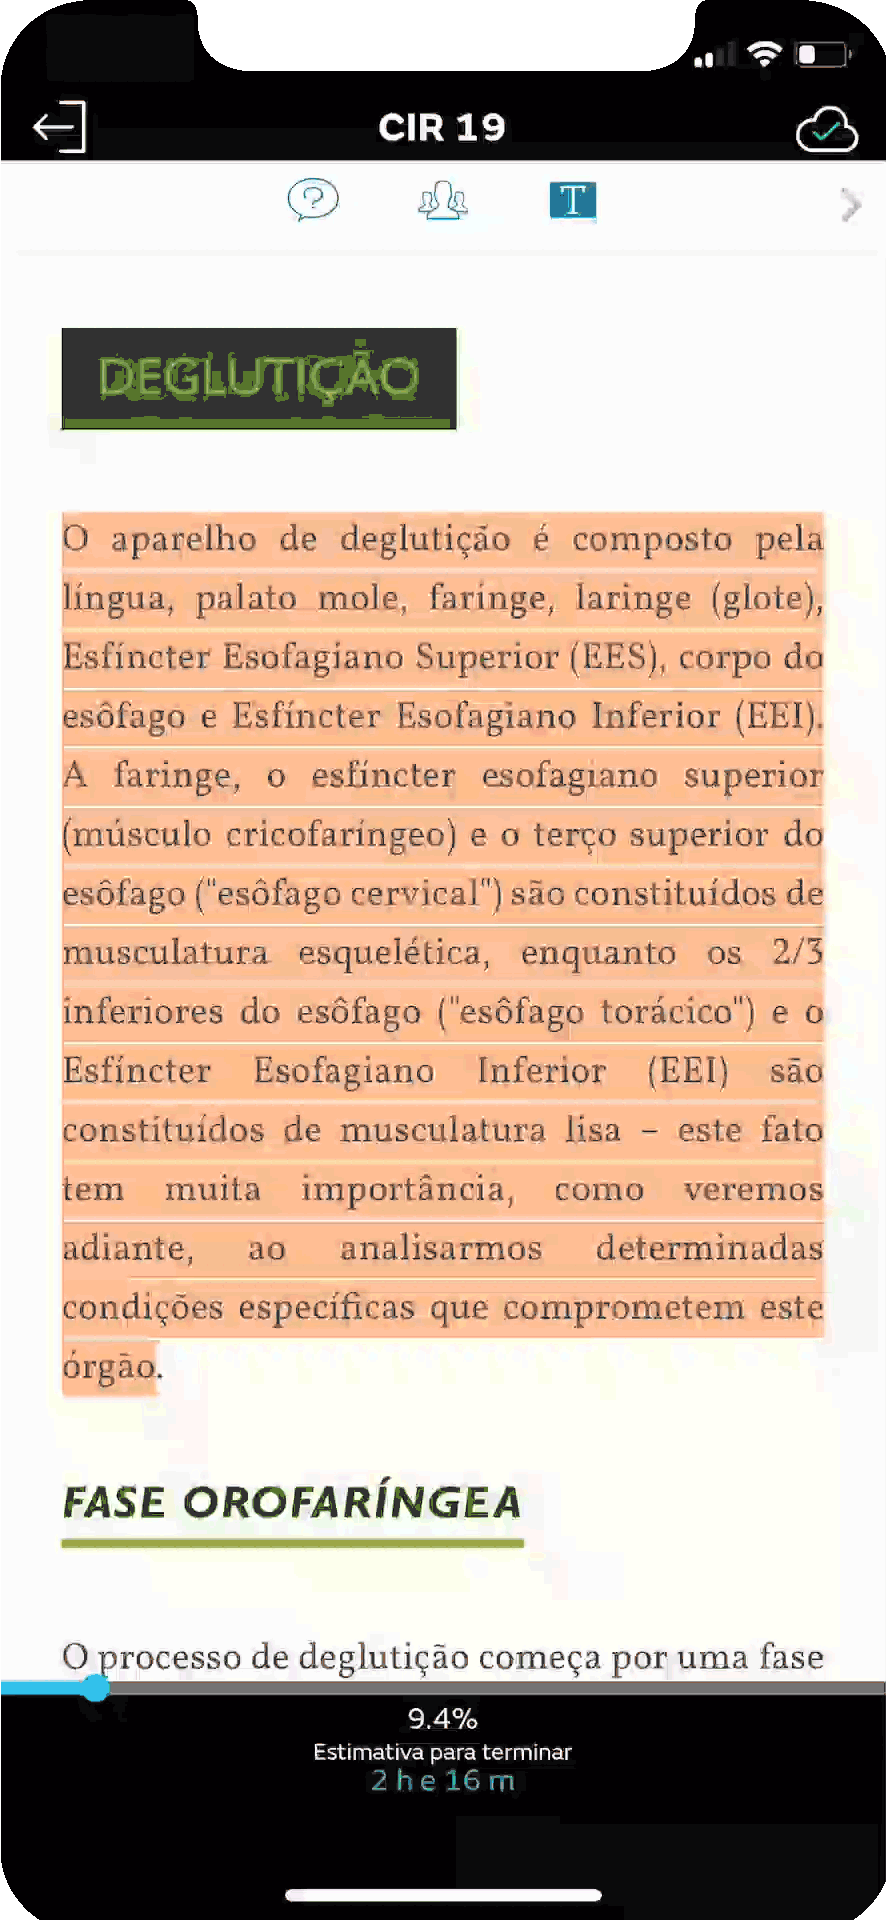 CIR 19
?
T
DEGLUTIÇÃO
O aparelho de deglutição é composto pela
língua, palato mole, faringe, laringe (glote),
Esfíncter Esofagiano Superior (EES), corpo do
esôfago e Esfíncter Esofagiano Inferior (EEI).
A faringe, o esfíncter esofagiano superior
(músculo cricofaríngeo) e o terço superior do
esôfago ("esôfago cervical") são constituídos de
musculatura esquelética, enquanto os 2/3
inferiores do esôfago ("esôfago torácico") e o
Esfíncter Esofagiano Inferior (EEI) são
constituídos de musculatura lisa – este fato
tem muita importância, como veremos
adiante, ao analisarmos determinadas
condições específicas que comprometem este
órgão.
FASE OROFARÍNGEA
O processo de deglutição começa por uma fase
9.4%
Estimativa para terminar
2 h e 16 m